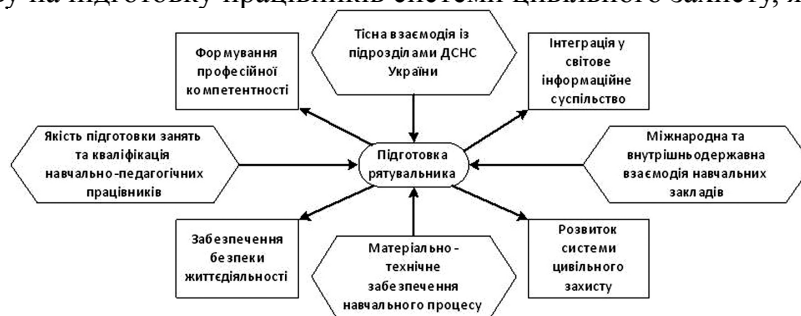 на підготовку працівників системи цивільного захисту,
Формування
професійної
компетентності
Тісна взаємодія із
підрозділами ДСНС
України
Інтеграція у
світове
інформаційне
суспільство
Якість підготовки занять
та кваліфікація
навчально-педагогічних
працівників
Підготовка
рятувальника
Міжнародна та
внутрішньодержавна
взаємодія навчальних
закладів
Забезпечення
безпеки
життєдіяльності
Матеріально-
технічне
забезпечення
навчального процесу
Розвиток
системи
цивільного
захисту